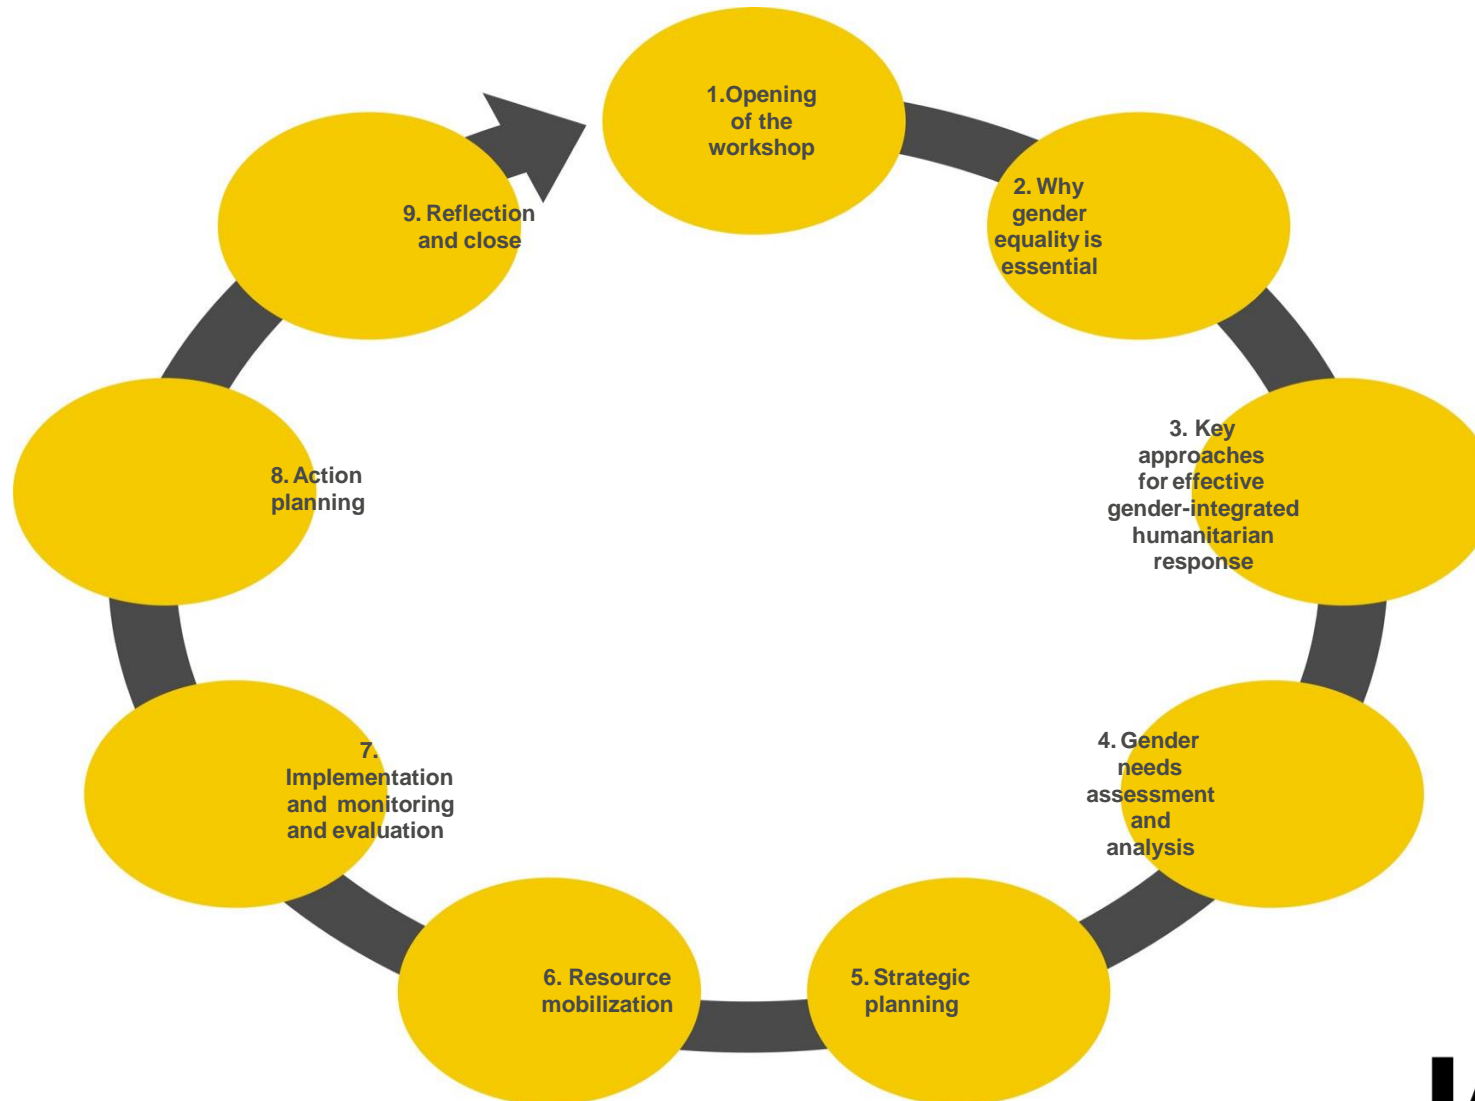 1.Opening
of the
workshop
2. Why
gender
equality is
essential
3. Key
approaches
for effective
gender-integrated
humanitarian
response
4. Gender
needs
assessment
and
analysis
5. Strategic
planning
6. Resource
mobilization
7.
Implementation
and monitoring
and evaluation
8. Action
planning
9. Reflection
and close